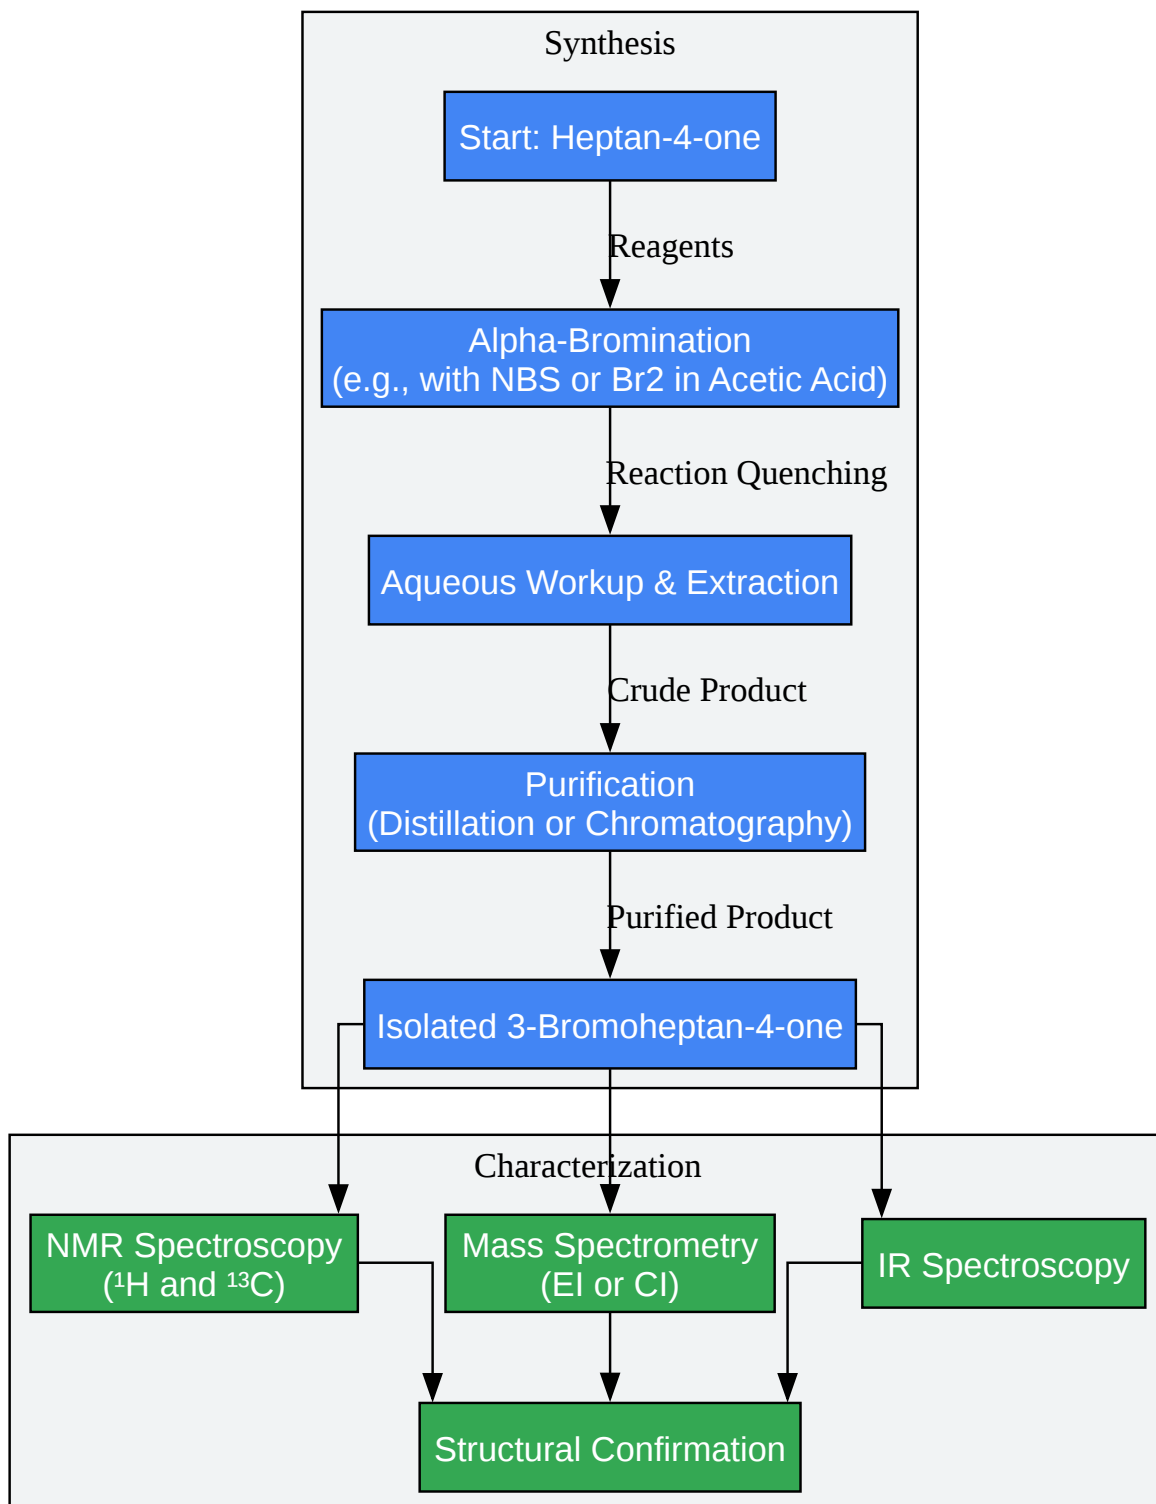 Synthesis
Start: Heptan-4-one
Reagents
Alpha-Bromination
(e.g., with NBS or Br2 in Acetic Acid)
Reaction Quenching
Aqueous Workup & Extraction
Crude Product
Purification
(Distillation or Chromatography)
Purified Product
Isolated 3-Bromoheptan-4-one
Characterization
NMR Spectroscopy
(¹H and ¹³C)
Mass Spectrometry
(EI or CI)
IR Spectroscopy
Structural Confirmation